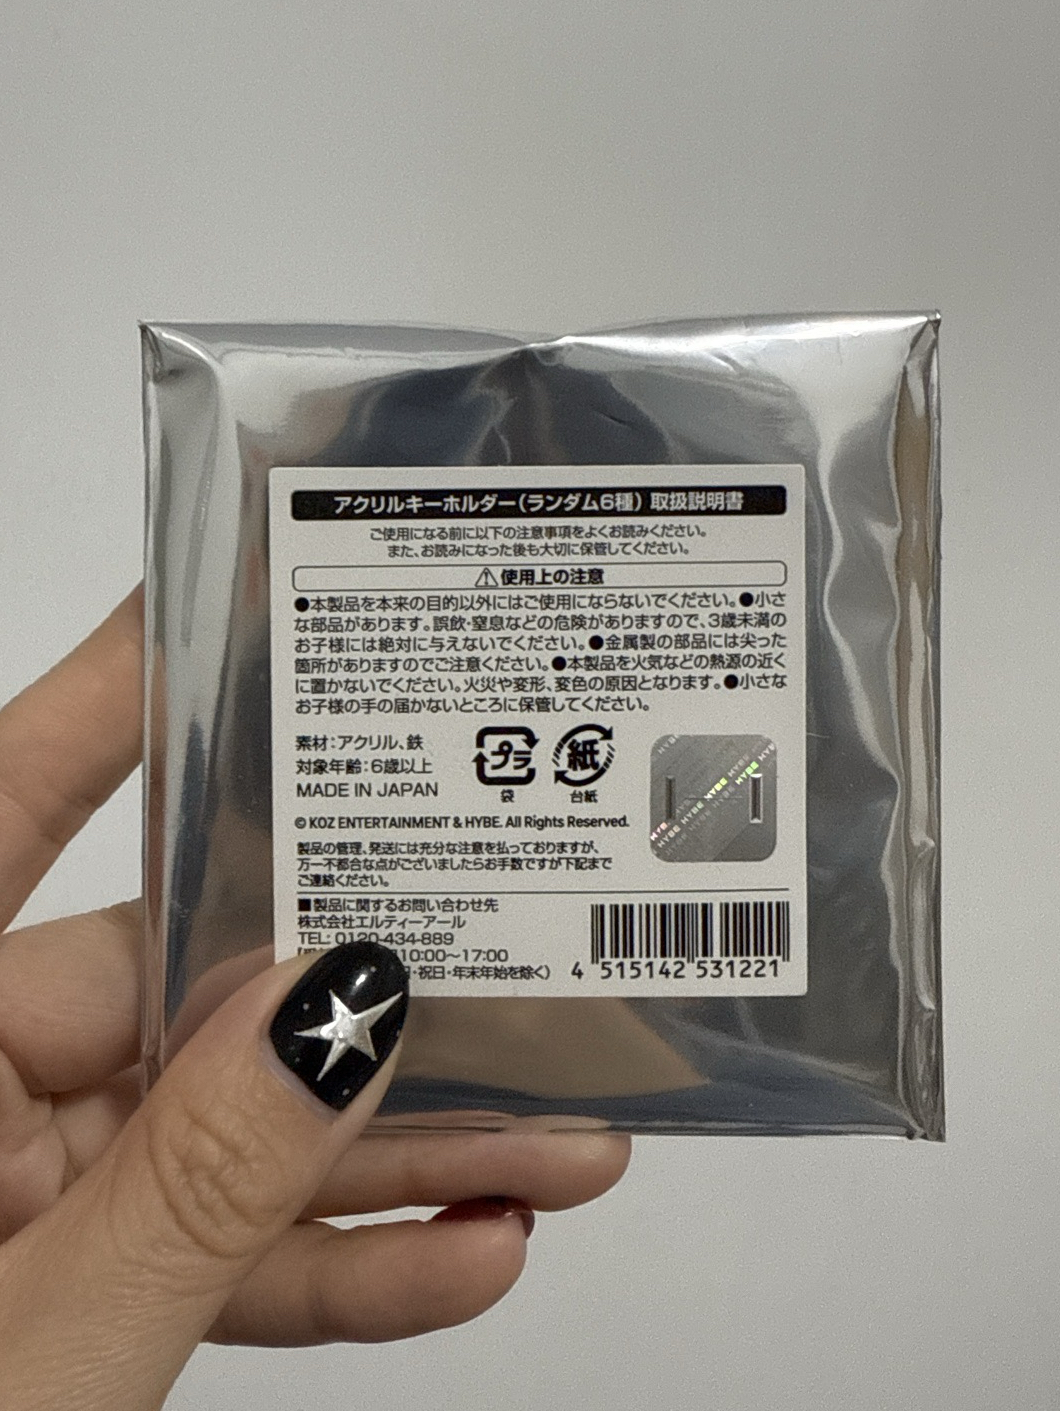 アクリルキーホルダー（ランダム6種）取扱説明書
ご使用になる前に以下の注意事項をよくお読みください。
また、お読みになった後も大切に保管してください。
⚠使用上の注意
●本製品を本来の目的以外にはご使用にならないでください。●小さ
な部品があります。誤飲・窒息などの危険がありますので、3歳未満の
お子様には絶対に与えないでください。●金属製の部品には尖った
箇所がありますのでご注意ください。●本製品を火気などの熱源の近く
に置かないでください。火災や変形、変色の原因となります。●小さな
お子様の手の届かないところに保管してください。
素材：アクリル、鉄
対象年齢：6歳以上
MADE IN JAPAN
プラ
袋
紙
台紙
HYBE HYBE HYBE
© KOZ ENTERTAINMENT & HYBE. All Rights Reserved.
製品の管理、発送には充分な注意を払っておりますが、
万一不都合な点がございましたらお手数ですが下記まで
ご連絡ください。
■製品に関するお問い合わせ先
株式会社エルティーアール
TEL: 0120-434-889
10:00〜17:00
・祝日・年末年始を除く）
4 515142 531221